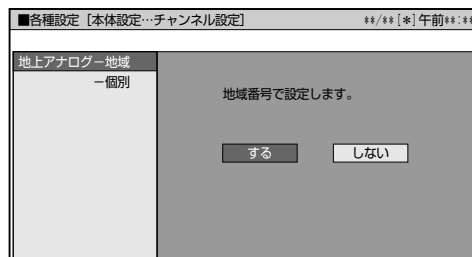 ■各種設定［本体設定…チャンネル設定］ **/**[*]午前**:**
地上アナログ－地域
－個別
地域番号で設定します。
する しない